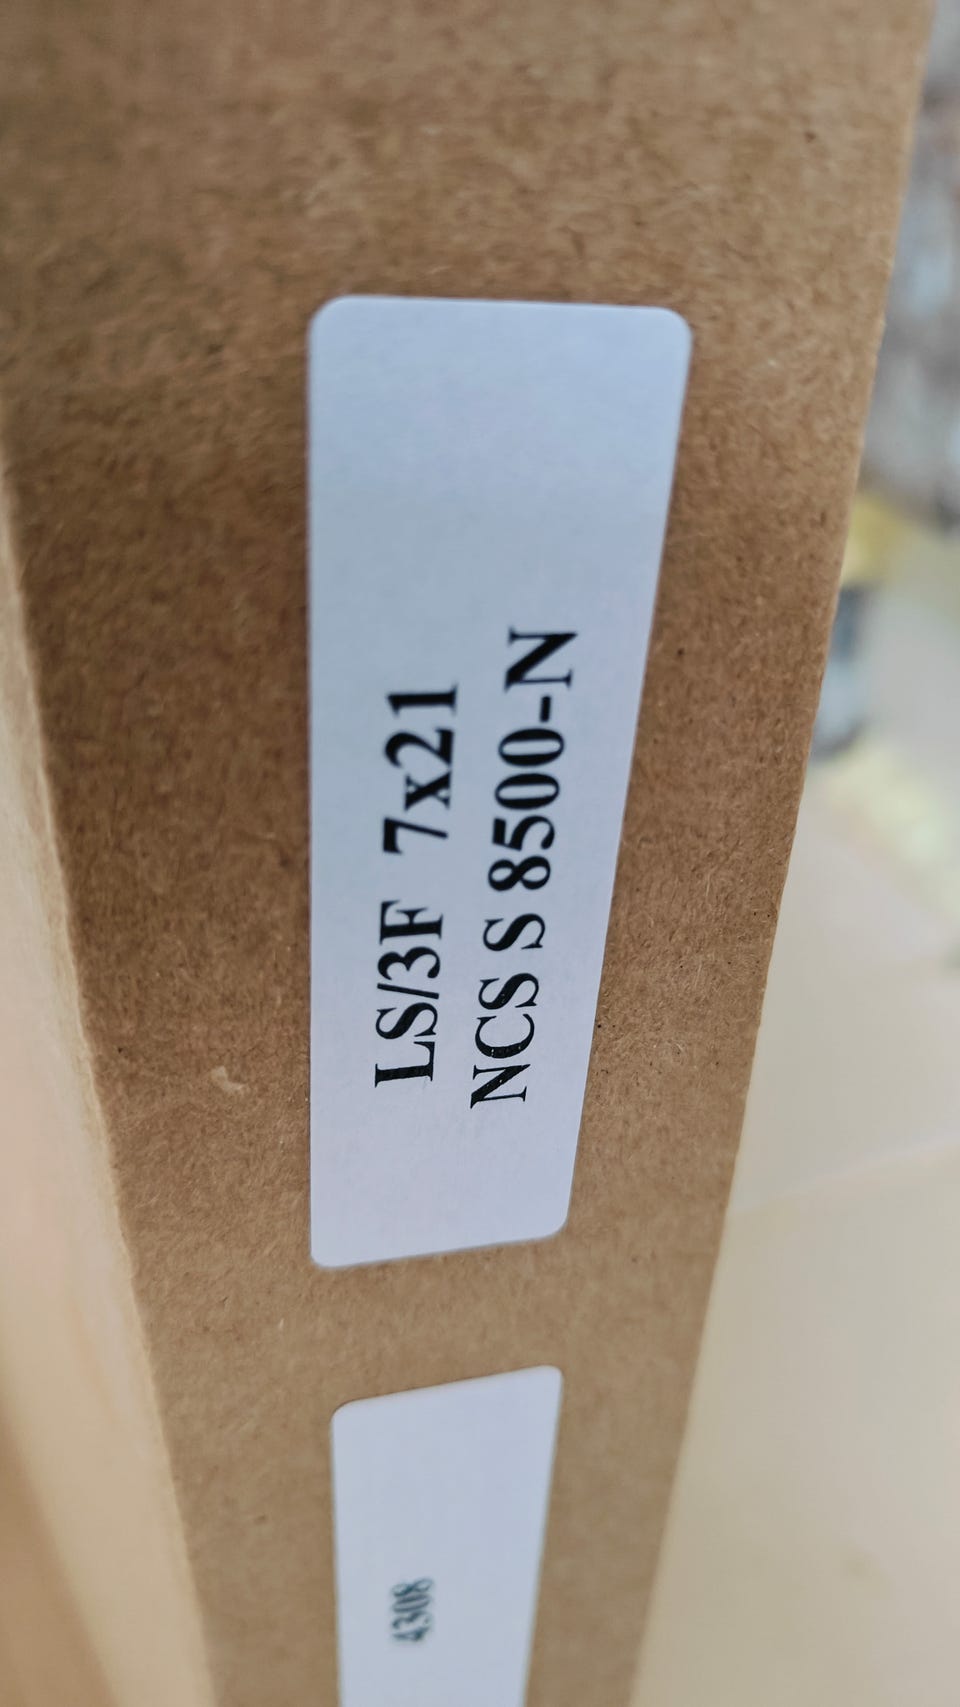 LS/3F 7x21
NCS S 8500-N
4308